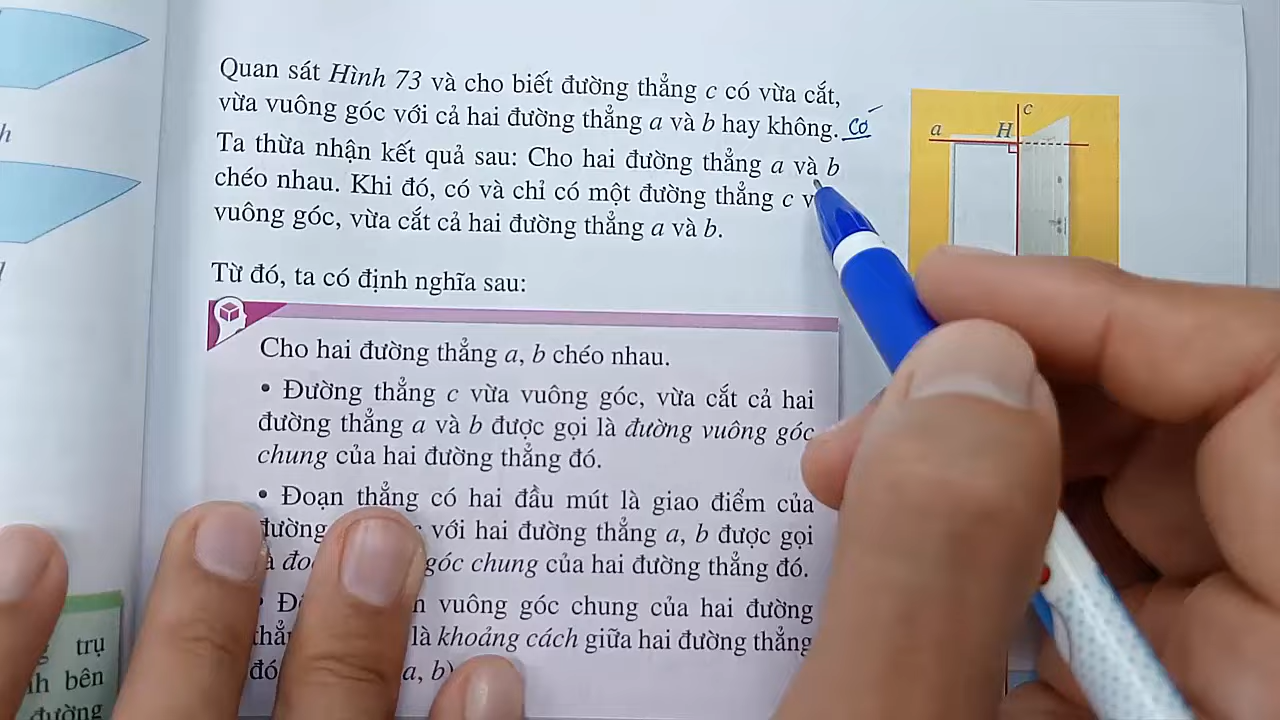 Quan sát Hình 73 và cho biết đường thẳng c có vừa cắt,
vừa vuông góc với cả hai đường thẳng a và b hay không. Có
Ta thừa nhận kết quả sau: Cho hai đường thẳng a và b
chéo nhau. Khi đó, có và chỉ có một đường thẳng c
vuông góc, vừa cắt cả hai đường thẳng a và b.
Từ đó, ta có định nghĩa sau:
Cho hai đường thẳng a, b chéo nhau.
• Đường thẳng c vừa vuông góc, vừa cắt cả hai
đường thẳng a và b được gọi là đường vuông góc
chung của hai đường thẳng đó.
• Đoạn thẳng có hai đầu mút là giao điểm của
đường với hai đường thẳng a, b được gọi
góc chung của hai đường thẳng đó.
vuông góc chung của hai đường
là khoảng cách giữa hai đường thẳng
đó a, b)
c
a H
h
trụ
bên
đường